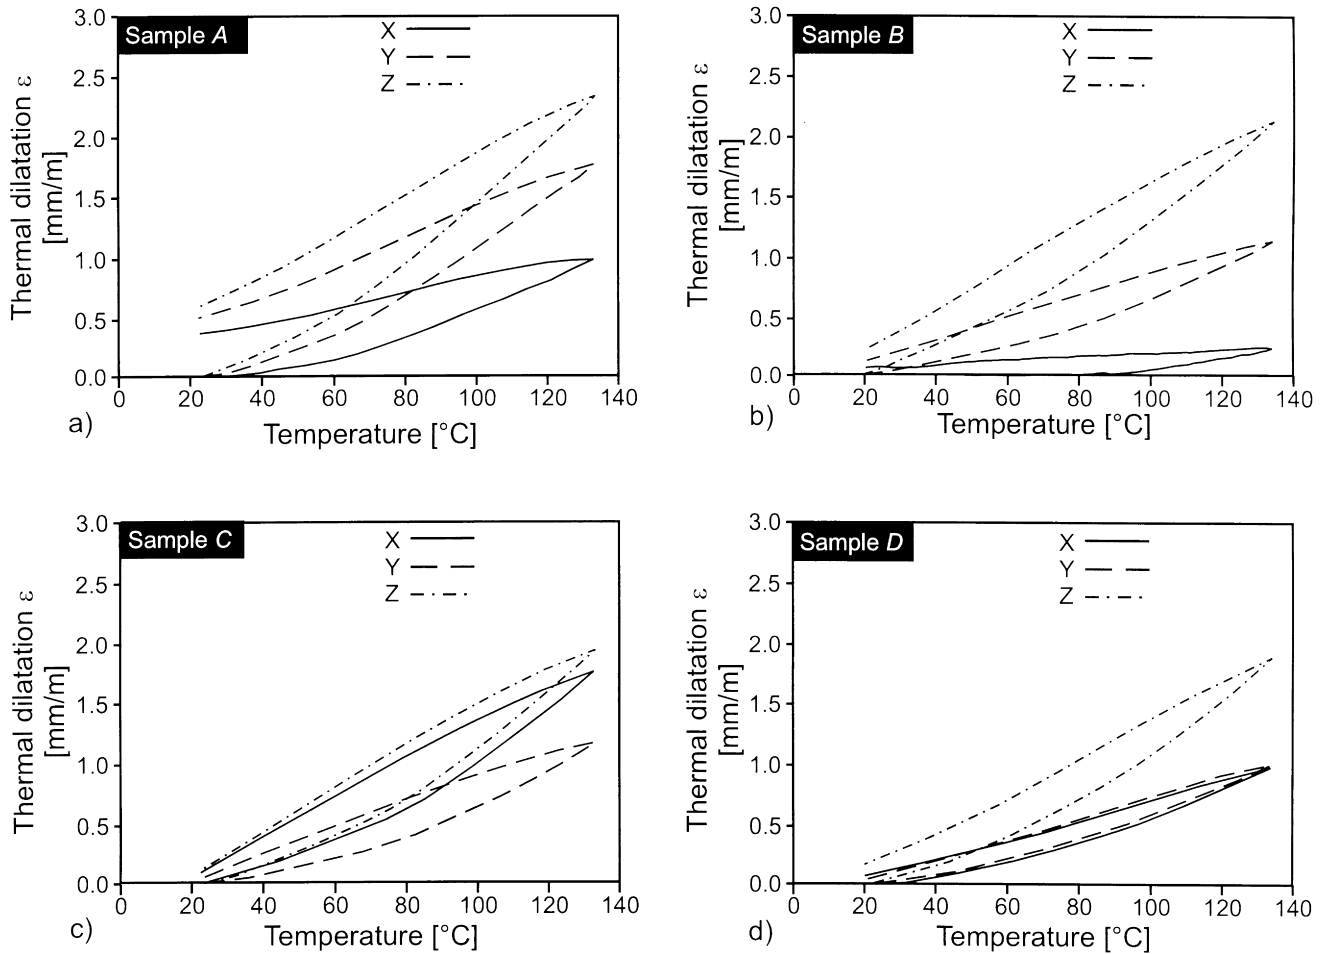 Sample A
X
Y
Z
3.0
2.5
2.0
1.5
1.0
0.5
0.0
Thermal dilatation ε
[mm/m]
0 20 40 60 80 100 120 140
a)
Temperature [°C]
Sample B
X
Y
Z
3.0
2.5
2.0
1.5
1.0
0.5
0.0
Thermal dilatation ε
[mm/m]
0 20 40 60 80 100 120 140
b)
Temperature [°C]
Sample C
X
Y
Z
3.0
2.5
2.0
1.5
1.0
0.5
0.0
Thermal dilatation ε
[mm/m]
0 20 40 60 80 100 120 140
c)
Temperature [°C]
Sample D
X
Y
Z
3.0
2.5
2.0
1.5
1.0
0.5
0.0
Thermal dilatation ε
[mm/m]
0 20 40 60 80 100 120 140
d)
Temperature [°C]